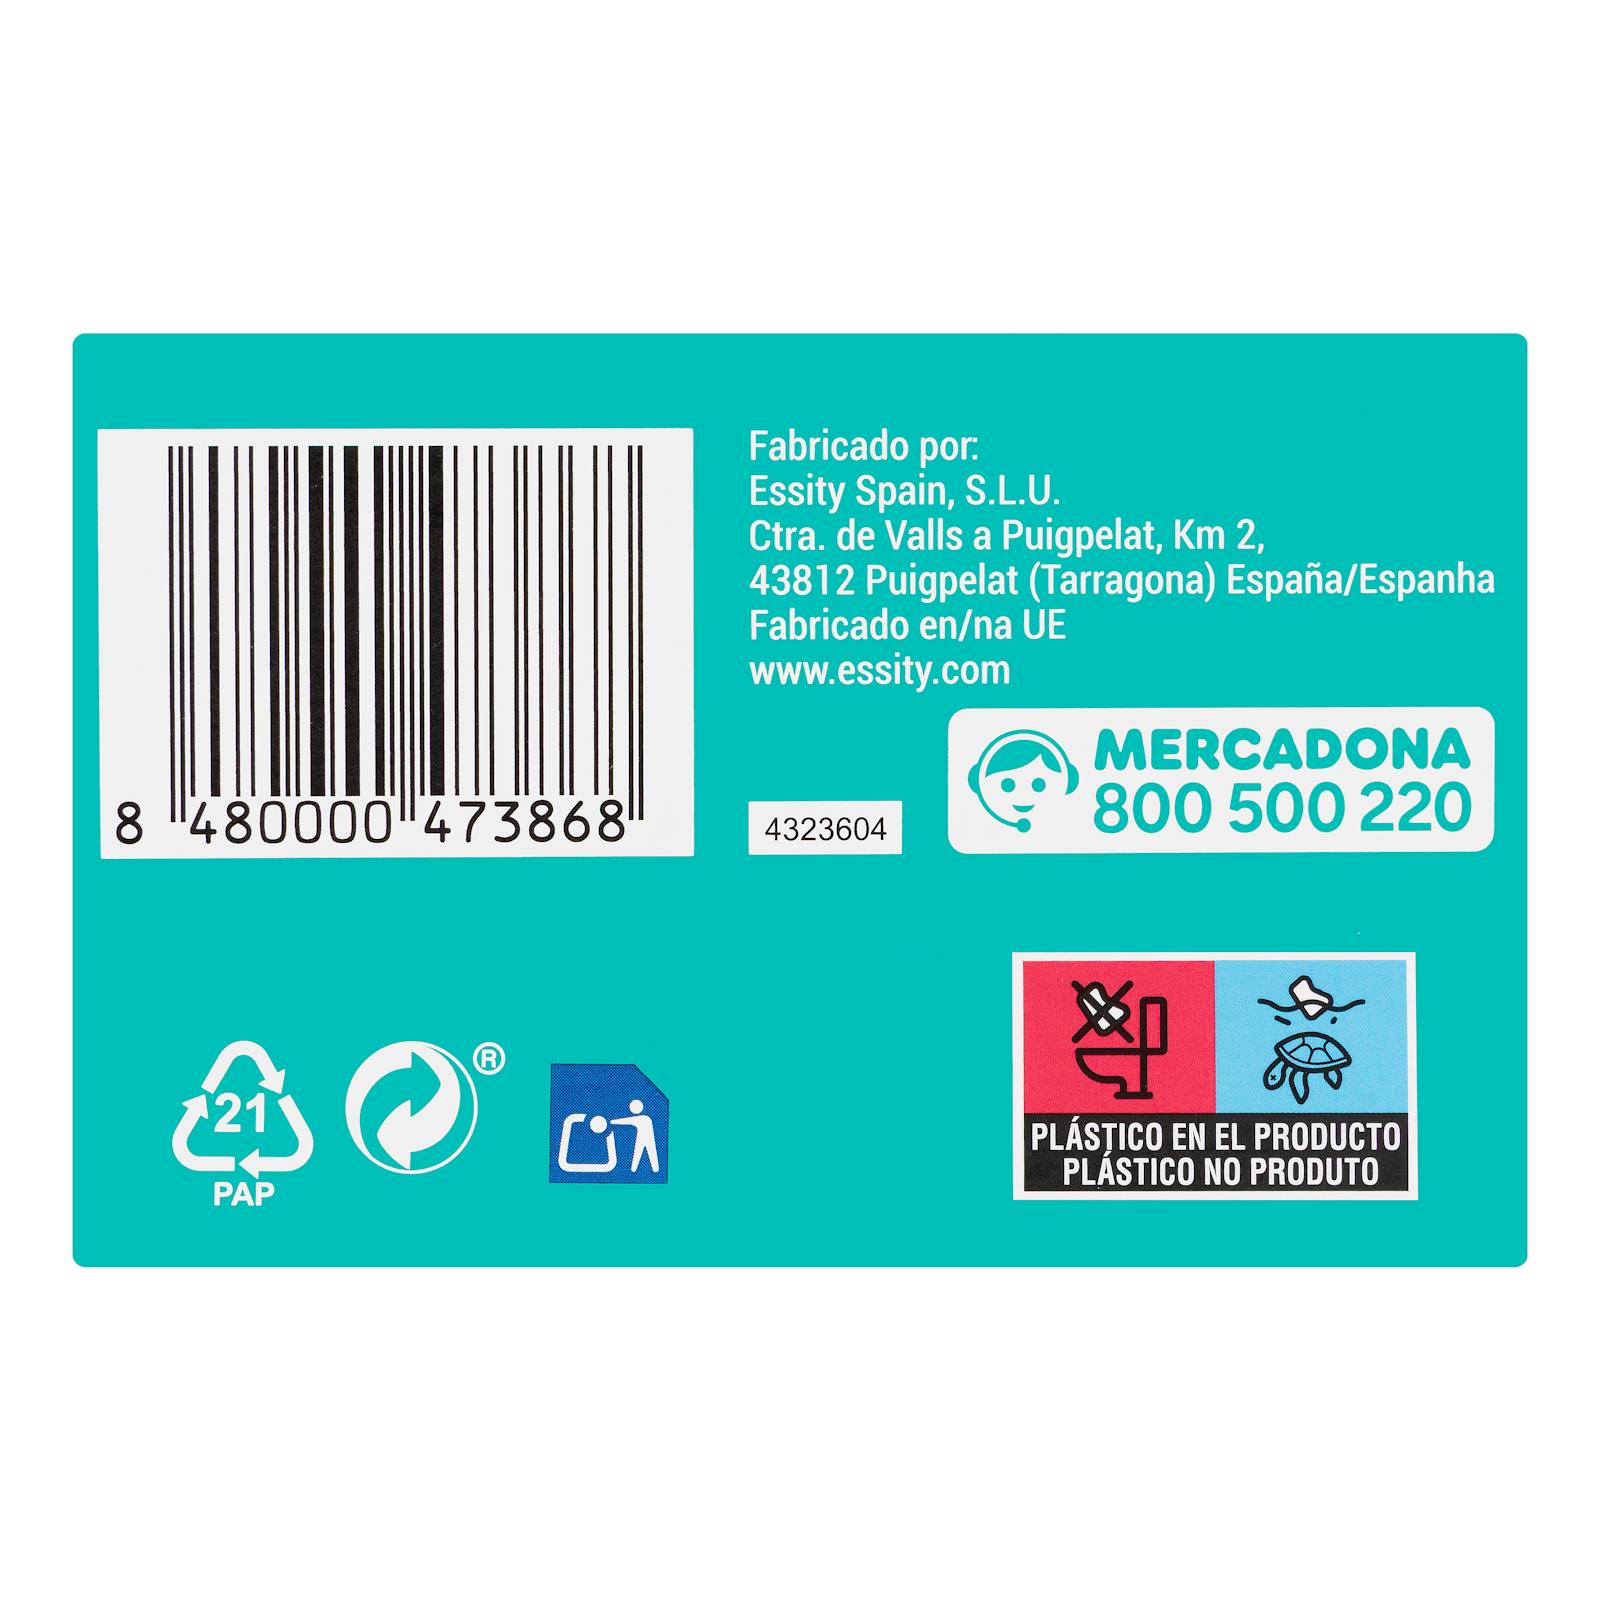 8 480000 473868
Fabricado por:
Essity Spain, S.L.U.
Ctra. de Valls a Puigpelat, Km 2,
43812 Puigpelat (Tarragona) España/Espanha
Fabricado en/na UE
www.essity.com
4323604
MERCADONA
800 500 220
21
PAP
®
PLÁSTICO EN EL PRODUCTO
PLÁSTICO NO PRODUTO